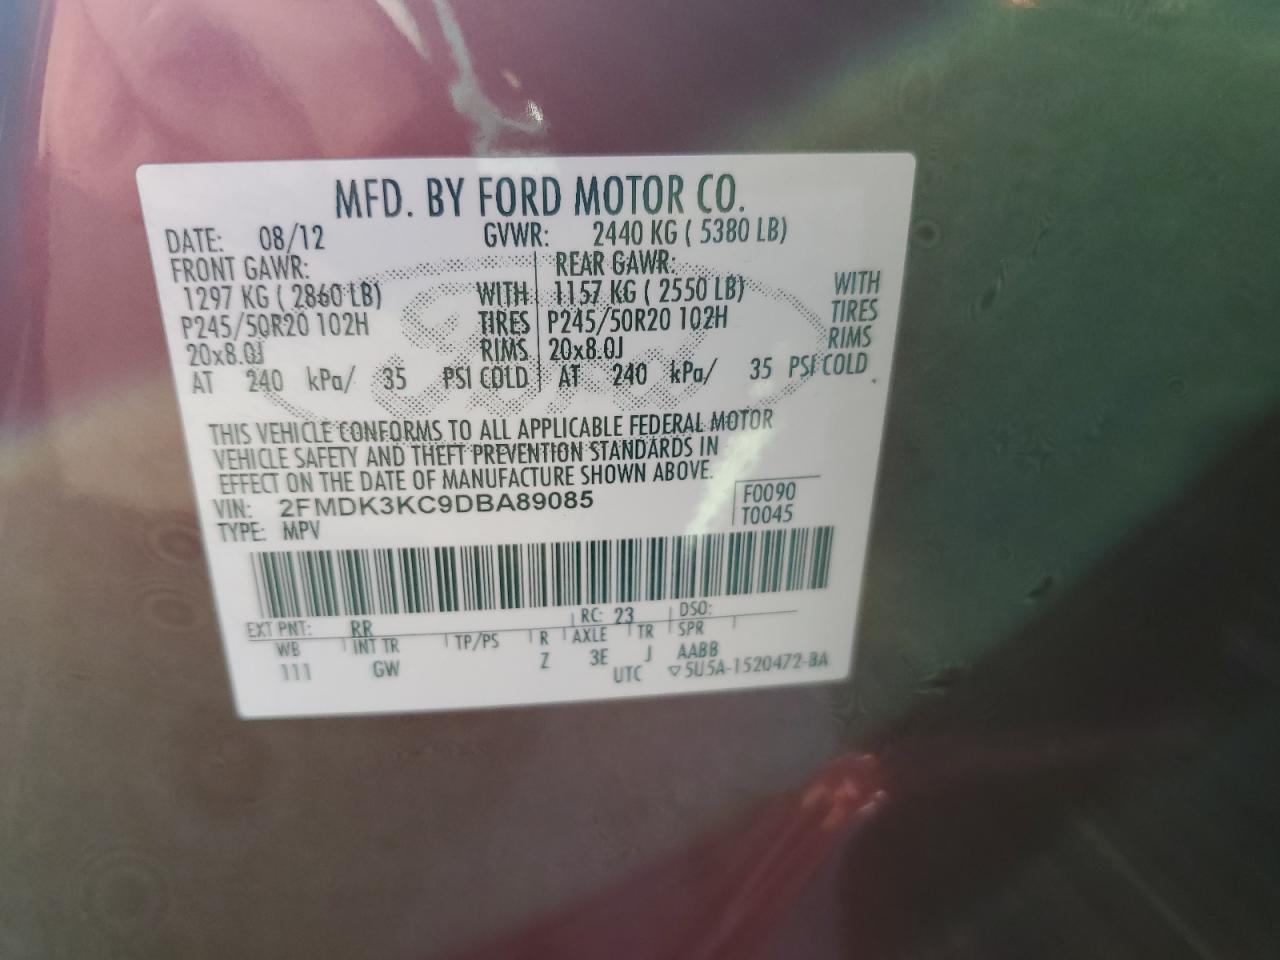 MFD. BY FORD MOTOR CO.
DATE: 08/12 GVWR: 2440 KG ( 5380 LB)
FRONT GAWR: REAR GAWR:
1297 KG ( 2860 LB) WITH 1157 KG ( 2550 LB) WITH
P245/50R20 102H TIRES P245/50R20 102H TIRES
20x8.0J RIMS 20x8.0J RIMS
AT 240 kPa/ 35 PSI COLD AT 240 kPa/ 35 PSI COLD
Ford
THIS VEHICLE CONFORMS TO ALL APPLICABLE FEDERAL MOTOR
VEHICLE SAFETY AND THEFT PREVENTION STANDARDS IN
EFFECT ON THE DATE OF MANUFACTURE SHOWN ABOVE.
VIN: 2FMDK3KC9DBA89085 F0090
TYPE: MPV T0045
EXT PNT: RR RC: 23 DSO:
WB INT TR TP/PS R AXLE TR SPR
111 GW Z 3E J AABB
UTC ▽5U5A-1520472-BA